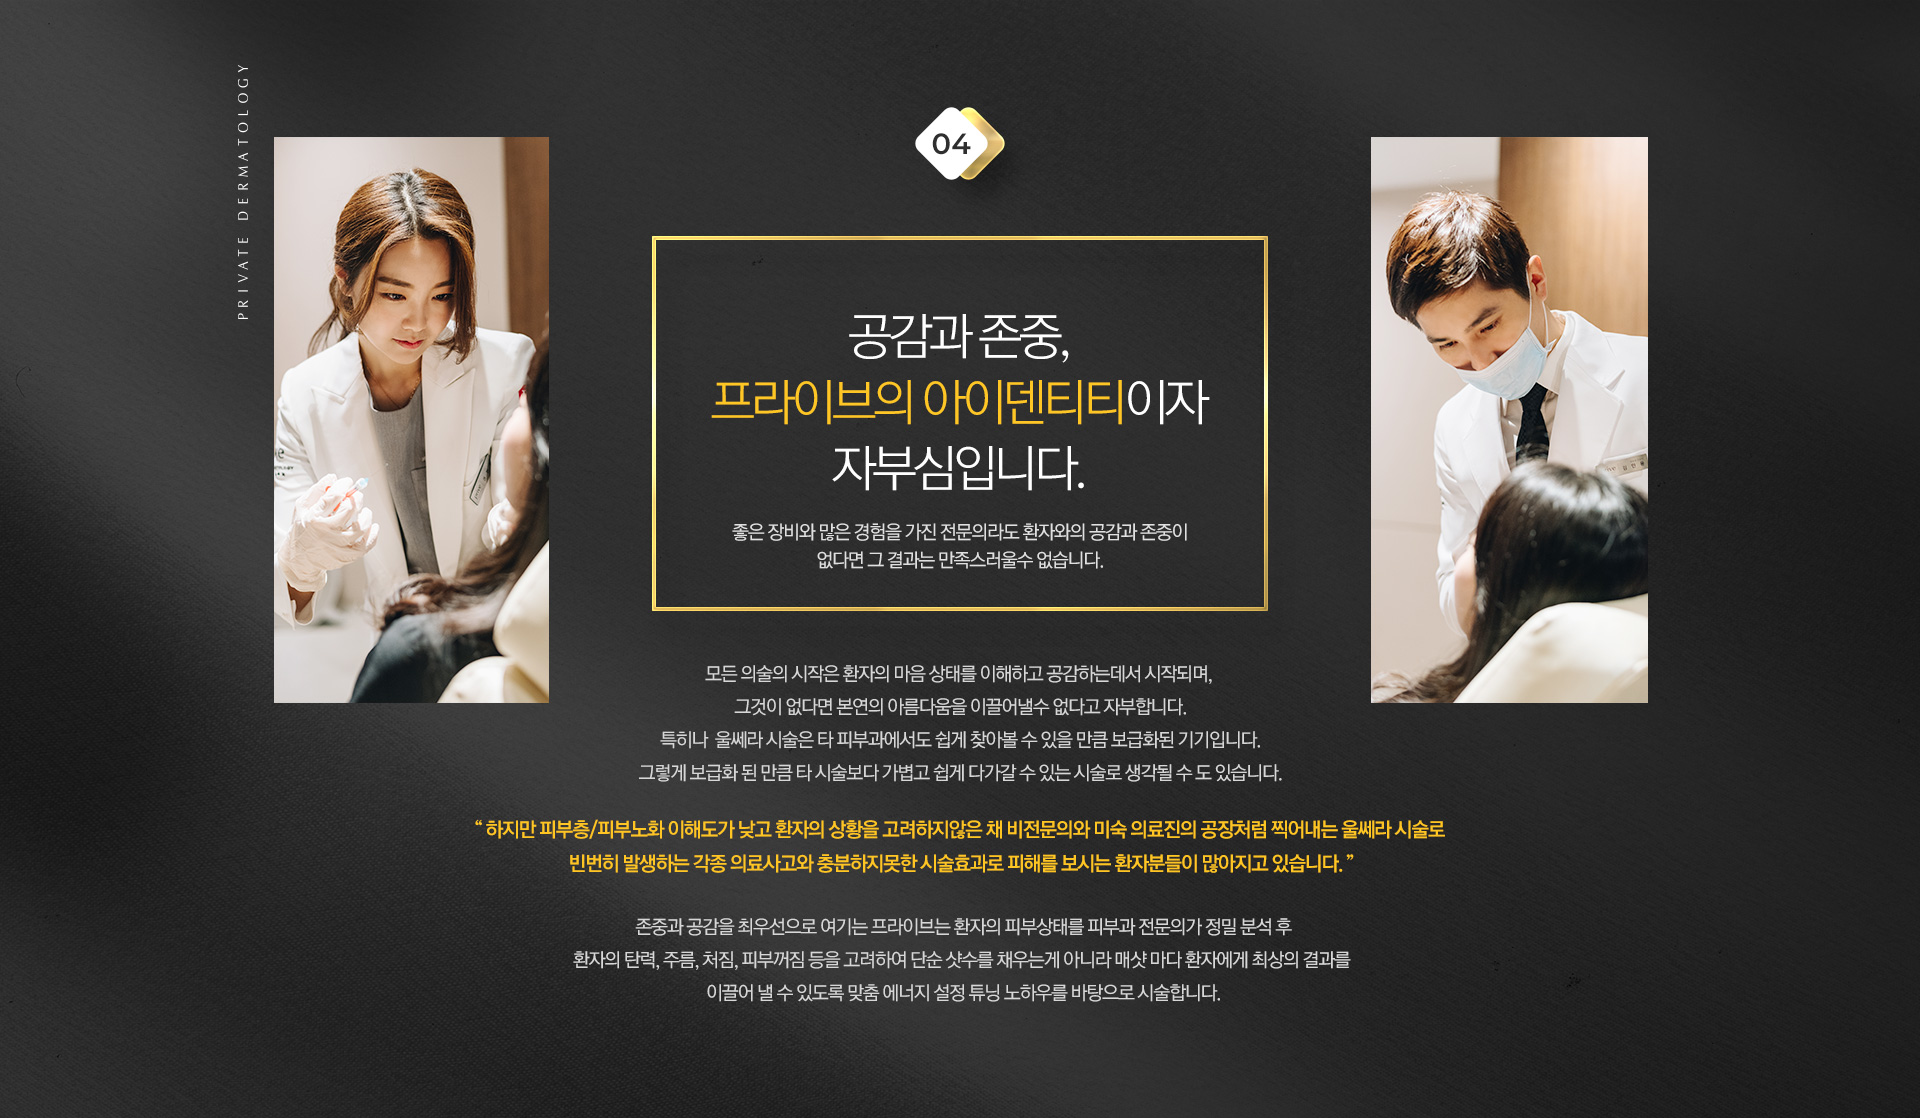 PRIVATE DERMATOLOGY
04
공감과 존중,
프라이브의 아이덴티티이자
자부심입니다.
좋은 장비와 많은 경험을 가진 전문의라도 환자와의 공감과 존중이
없다면 그 결과는 만족스러울수 없습니다.
모든 의술의 시작은 환자의 마음 상태를 이해하고 공감하는데서 시작되며,
그것이 없다면 본연의 아름다움을 이끌어낼수 없다고 자부합니다.
특히나 울쎄라 시술은 타 피부과에서도 쉽게 찾아볼 수 있을 만큼 보급화된 기기입니다.
그렇게 보급화 된 만큼 타 시술보다 가볍고 쉽게 다가갈 수 있는 시술로 생각될 수 도 있습니다.
“ 하지만 피부층/피부노화 이해도가 낮고 환자의 상황을 고려하지않은 채 비전문의와 미숙 의료진의 공장처럼 찍어내는 울쎄라 시술로
빈번히 발생하는 각종 의료사고와 충분하지못한 시술효과로 피해를 보시는 환자분들이 많아지고 있습니다. ”
존중과 공감을 최우선으로 여기는 프라이브는 환자의 피부상태를 피부과 전문의가 정밀 분석 후
환자의 탄력, 주름, 처짐, 피부꺼짐 등을 고려하여 단순 샷수를 채우는게 아니라 매샷 마다 환자에게 최상의 결과를
이끌어 낼 수 있도록 맞춤 에너지 설정 튜닝 노하우를 바탕으로 시술합니다.